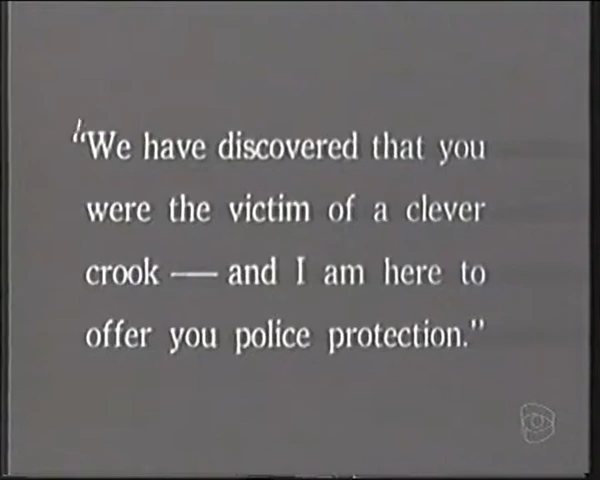 "We have discovered that you
were the victim of a clever
crook — and I am here to
offer you police protection."